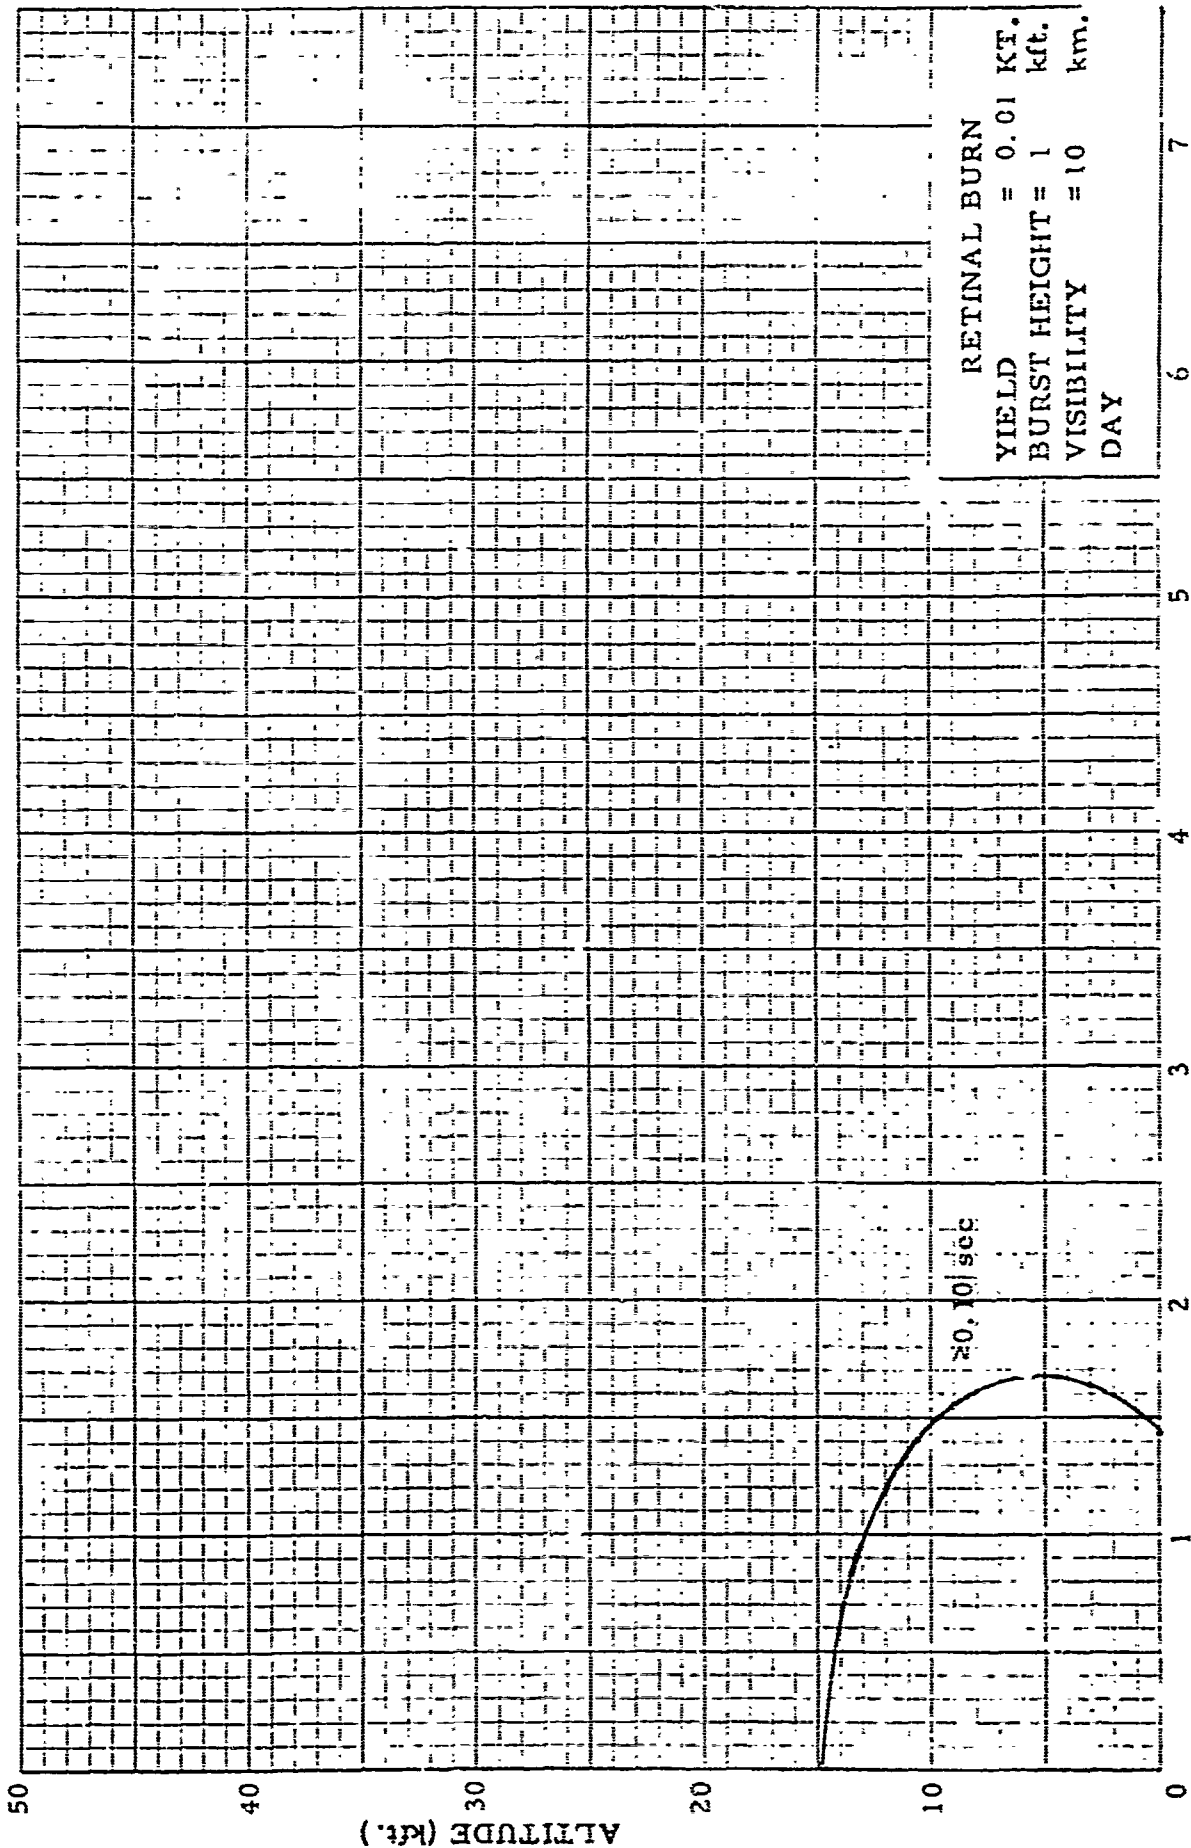 50
40
30
20
10
0
ALTITUDE (kft.)
1
2
3
4
5
6
7
≥0.10/sec
RETINAL BURN
YIELD = 0.01 KT.
BURST HEIGHT = 1 kft.
VISIBILITY = 10 km.
DAY